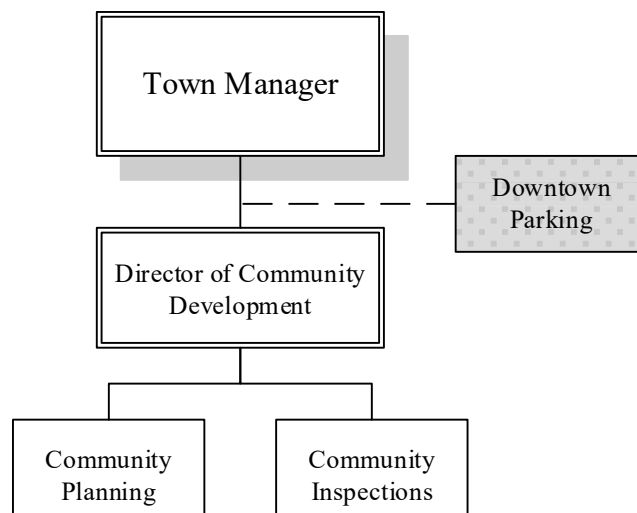 Town Manager
Downtown
Parking
Director of Community
Development
Community
Planning
Community
Inspections